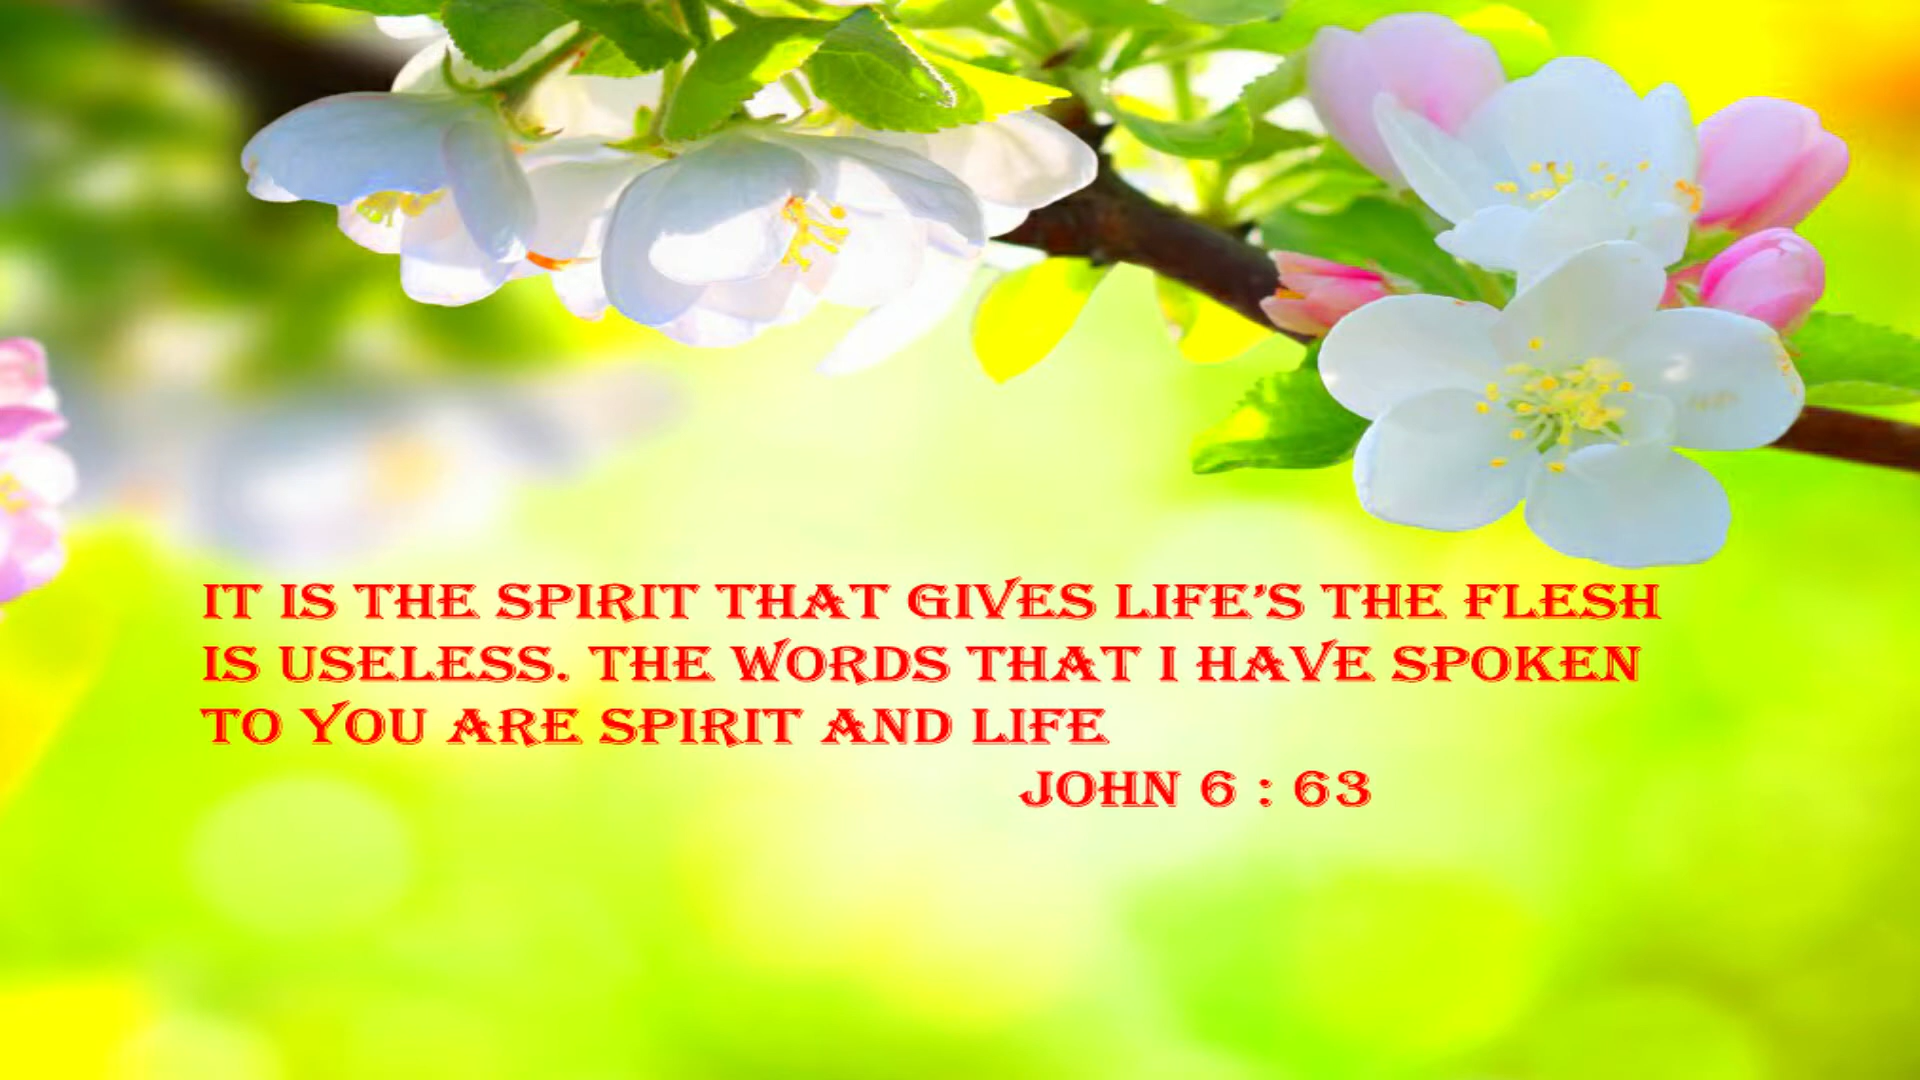 IT IS THE SPIRIT THAT GIVES LIFE’S THE FLESH
IS USELESS. THE WORDS THAT I HAVE SPOKEN
TO YOU ARE SPIRIT AND LIFE
JOHN 6 : 63